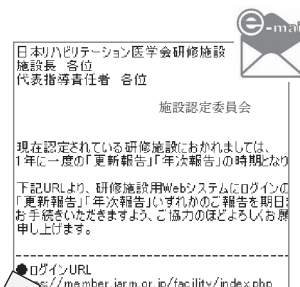 e-ma
日本リハビリテーション医学会研修施設
施設長 各位
代表指導責任者 各位
施設認定委員会
現在認定されている研修施設におかれましては、
1年に一度の「更新報告」「年次報告」の時期となり
下記URLより、研修施設用Webシステムにログインの
「更新報告」「年次報告」いずれかのご報告を期日
お手続きいただきますよう、ご協力のほどよろしくお願
申し上げます。
●ログインURL
s://member.jarm.or.jp/facility/index.php